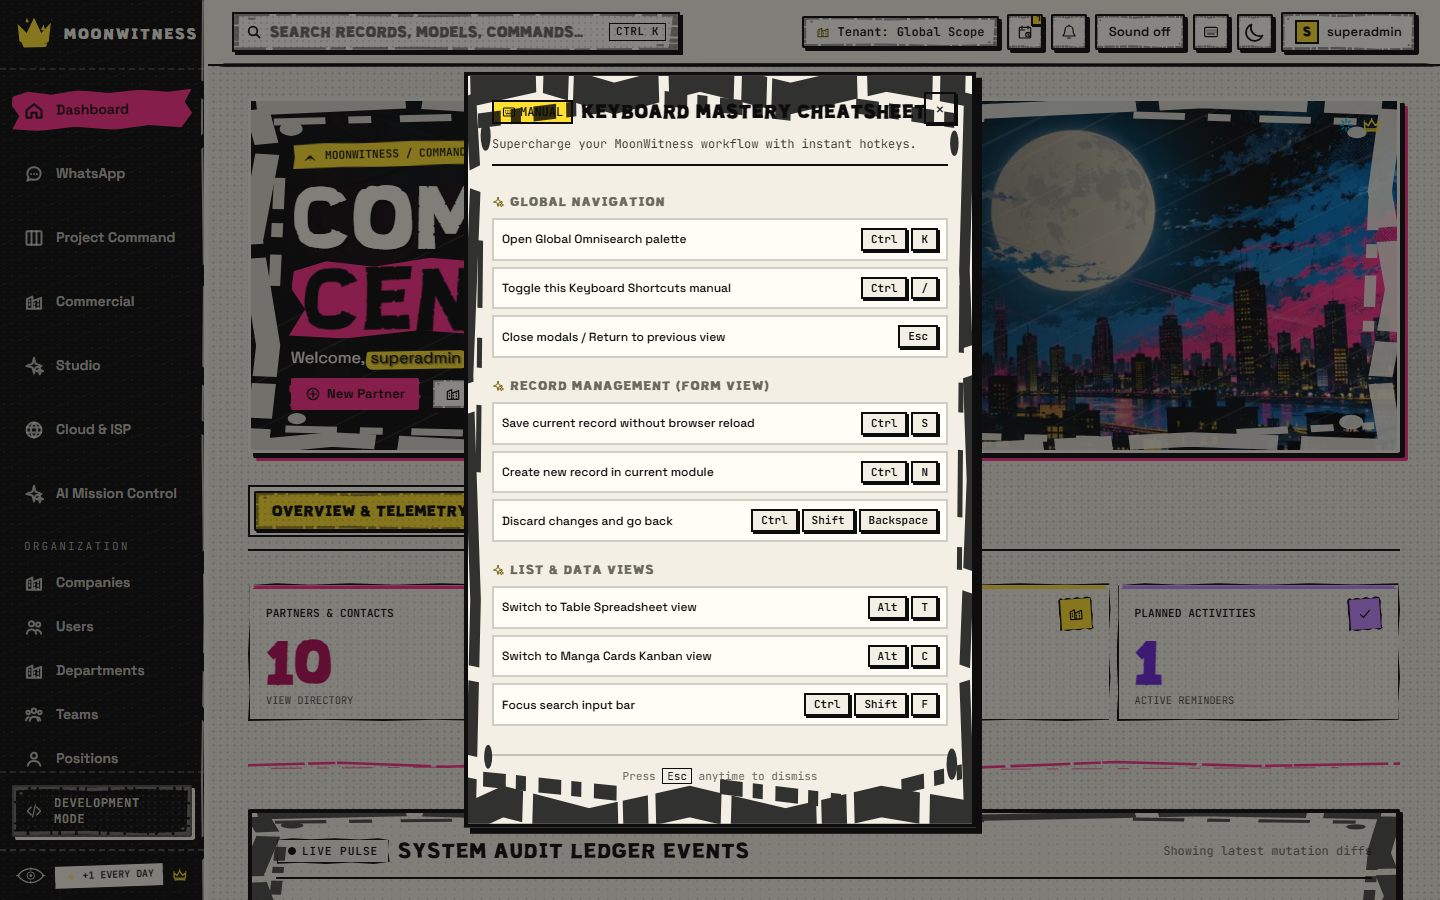 MOONWITNESS
SEARCH RECORDS, MODELS, COMMANDS…
CTRL K
Tenant: Global Scope
Sound off
S
superadmin
Dashboard
WhatsApp
Project Command
Commercial
Studio
Cloud & ISP
AI Mission Control
ORGANIZATION
Companies
Users
Departments
Teams
Positions
DEVELOPMENT
MODE
+1 EVERY DAY
MOONWITNESS / COMMAND
COM
CEN
Welcome, superadmin
New Partner
OVERVIEW & TELEMETRY
PARTNERS & CONTACTS
10
VIEW DIRECTORY
PLANNED ACTIVITIES
1
ACTIVE REMINDERS
LIVE PULSE
SYSTEM AUDIT LEDGER EVENTS
Showing latest mutation diffs
MANUAL
KEYBOARD MASTERY CHEATSHEET
×
Supercharge your MoonWitness workflow with instant hotkeys.
GLOBAL NAVIGATION
Open Global Omnisearch palette
Ctrl K
Toggle this Keyboard Shortcuts manual
Ctrl /
Close modals / Return to previous view
Esc
RECORD MANAGEMENT (FORM VIEW)
Save current record without browser reload
Ctrl S
Create new record in current module
Ctrl N
Discard changes and go back
Ctrl Shift Backspace
LIST & DATA VIEWS
Switch to Table Spreadsheet view
Alt T
Switch to Manga Cards Kanban view
Alt C
Focus search input bar
Ctrl Shift F
Press Esc anytime to dismiss